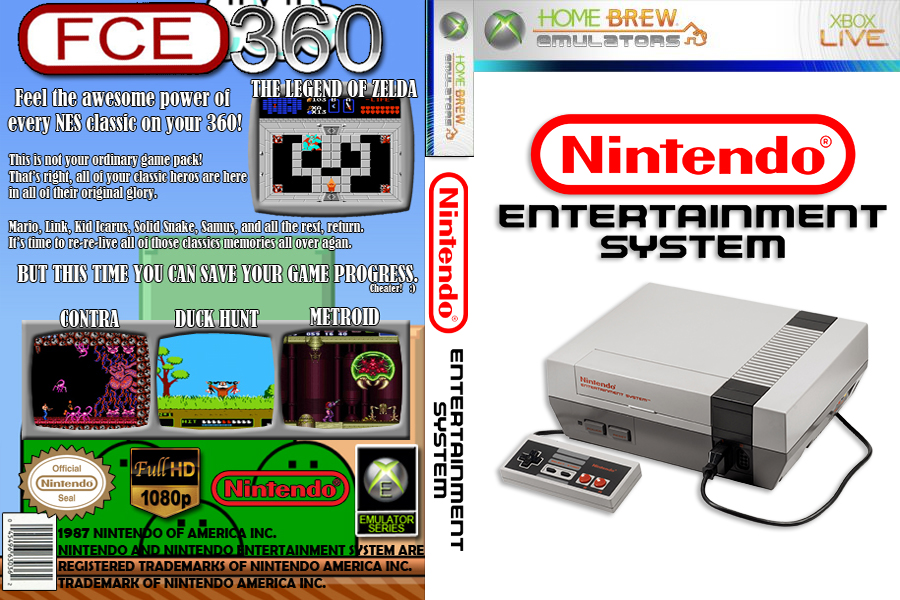 FCE 360
Feel the awesome power of
every NES classic on your 360!
THE LEGEND OF ZELDA
-LIFE-
This is not your ordinary game pack!
That's right, all of your classic heros are here
in all of their original glory.
Mario, Link, Kid Icarus, Solid Snake, Samus, and all the rest, return.
It's time to re-re-live all of those classics memories all over agan.
BUT THIS TIME YOU CAN SAVE YOUR GAME PROGRESS.
Cheater! :)
CONTRA
DUCK HUNT
METROID
Official
Nintendo®
Seal
Full HD
1080p
Nintendo®
E
EMULATOR
SERIES
1987 NINTENDO OF AMERICA INC.
NINTENDO AND NINTENDO ENTERTAINMENT SYSTEM ARE
REGISTERED TRADEMARKS OF NINTENDO AMERICA INC.
TRADEMARK OF NINTENDO AMERICA INC.
HOME BREW
EMULATORS
Nintendo®
ENTERTAINMENT
SYSTEM
HOME BREW
EMULATORS
XBOX
LIVE
Nintendo®
ENTERTAINMENT
SYSTEM
Nintendo
ENTERTAINMENT SYSTEM
Nintendo